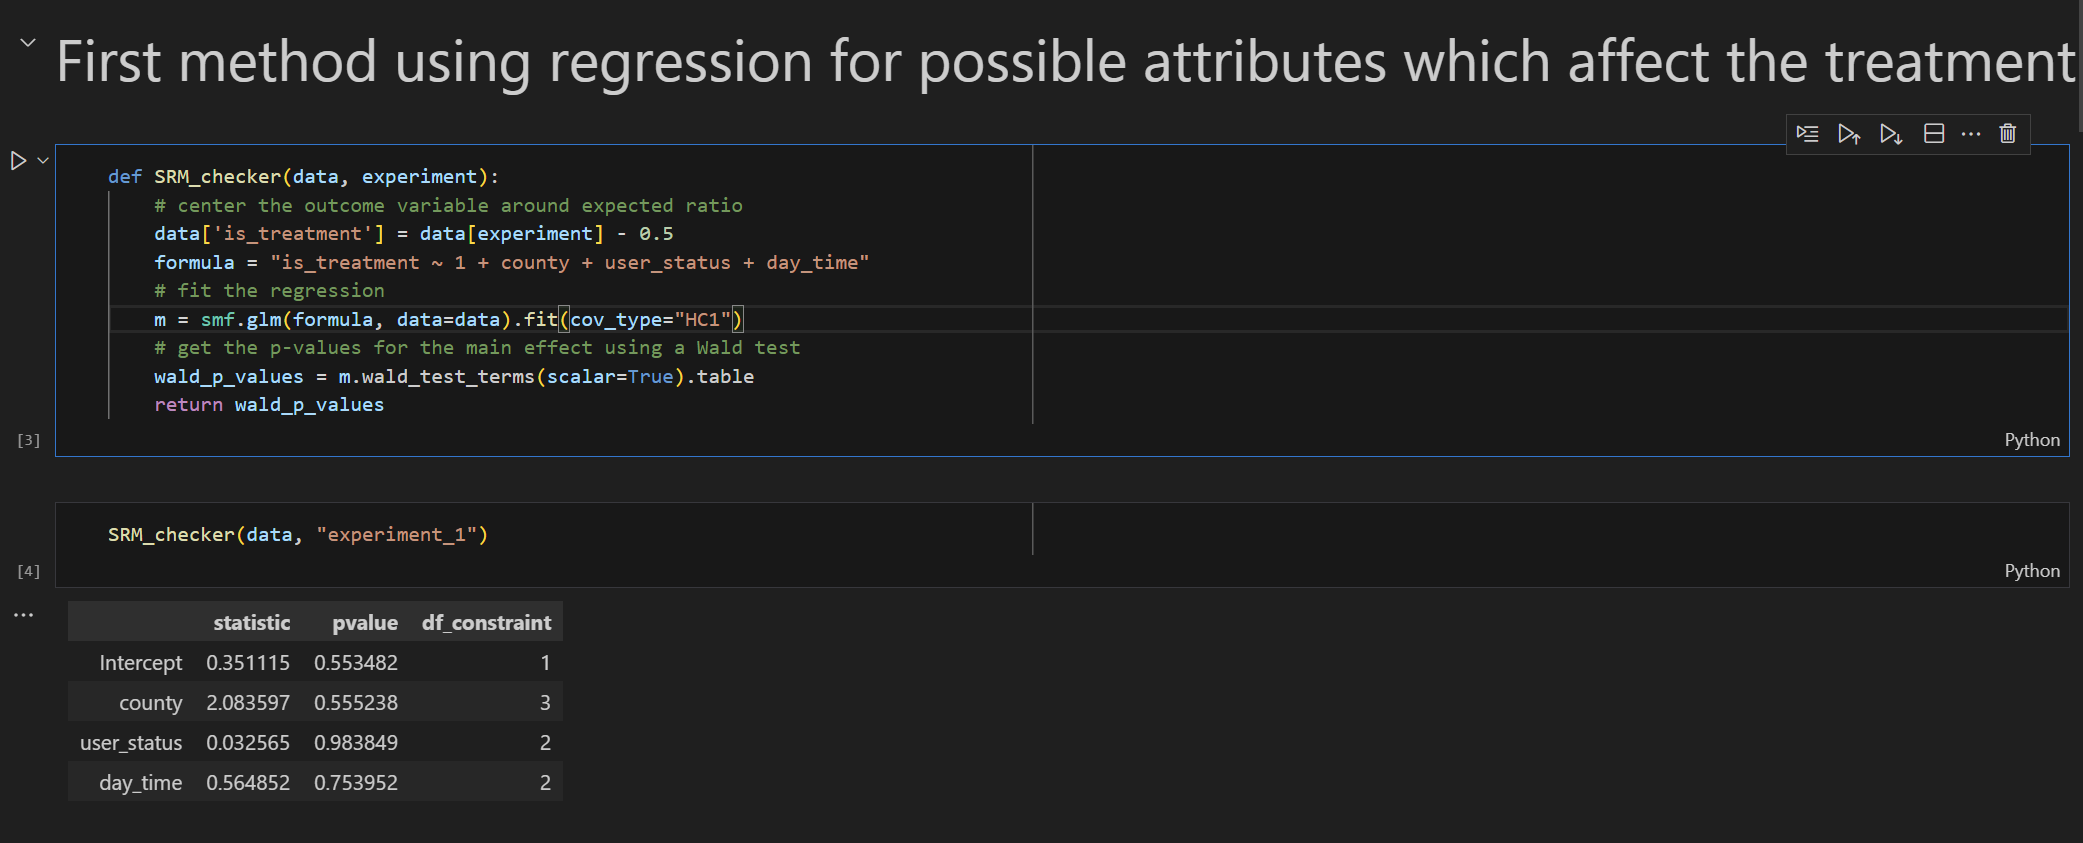 First method using regression for possible attributes which affect the treatment
def SRM_checker(data, experiment):
# center the outcome variable around expected ratio
data['is_treatment'] = data[experiment] - 0.5
formula = "is_treatment ~ 1 + county + user_status + day_time"
# fit the regression
m = smf.glm(formula, data=data).fit(cov_type="HC1")
# get the p-values for the main effect using a Wald test
wald_p_values = m.wald_test_terms(scalar=True).table
return wald_p_values
[3]
Python
SRM_checker(data, "experiment_1")
[4]
Python
statistic pvalue df_constraint
Intercept 0.351115 0.553482 1
county 2.083597 0.555238 3
user_status 0.032565 0.983849 2
day_time 0.564852 0.753952 2